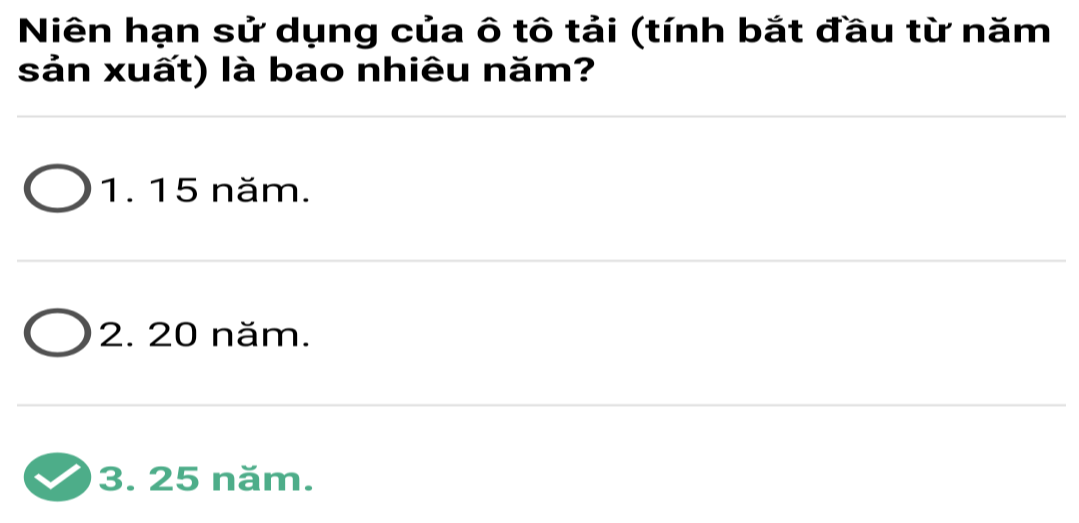 Niên hạn sử dụng của ô tô tải (tính bắt đầu từ năm
sản xuất) là bao nhiêu năm?
1. 15 năm.
2. 20 năm.
3. 25 năm.